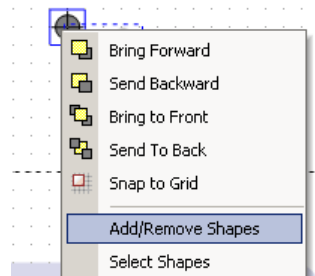 Bring Forward
Send Backward
Bring to Front
Send To Back
Snap to Grid
Add/Remove Shapes
Select Shapes